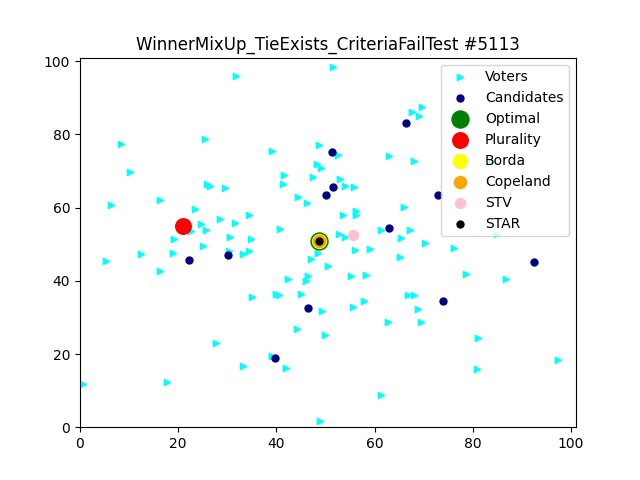 WinnerMixUp_TieExists_CriteriaFailTest #5113
100
80
60
40
20
0
0
20
40
60
80
100
Voters
Candidates
Optimal
Plurality
Borda
Copeland
STV
STAR